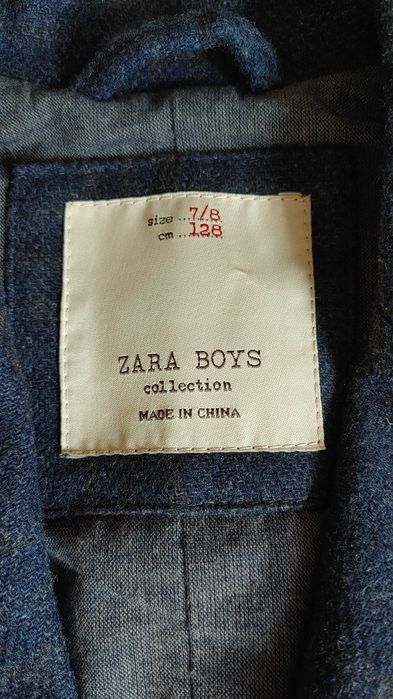 size ...7/8
cm ...128
ZARA BOYS
collection
MADE IN CHINA